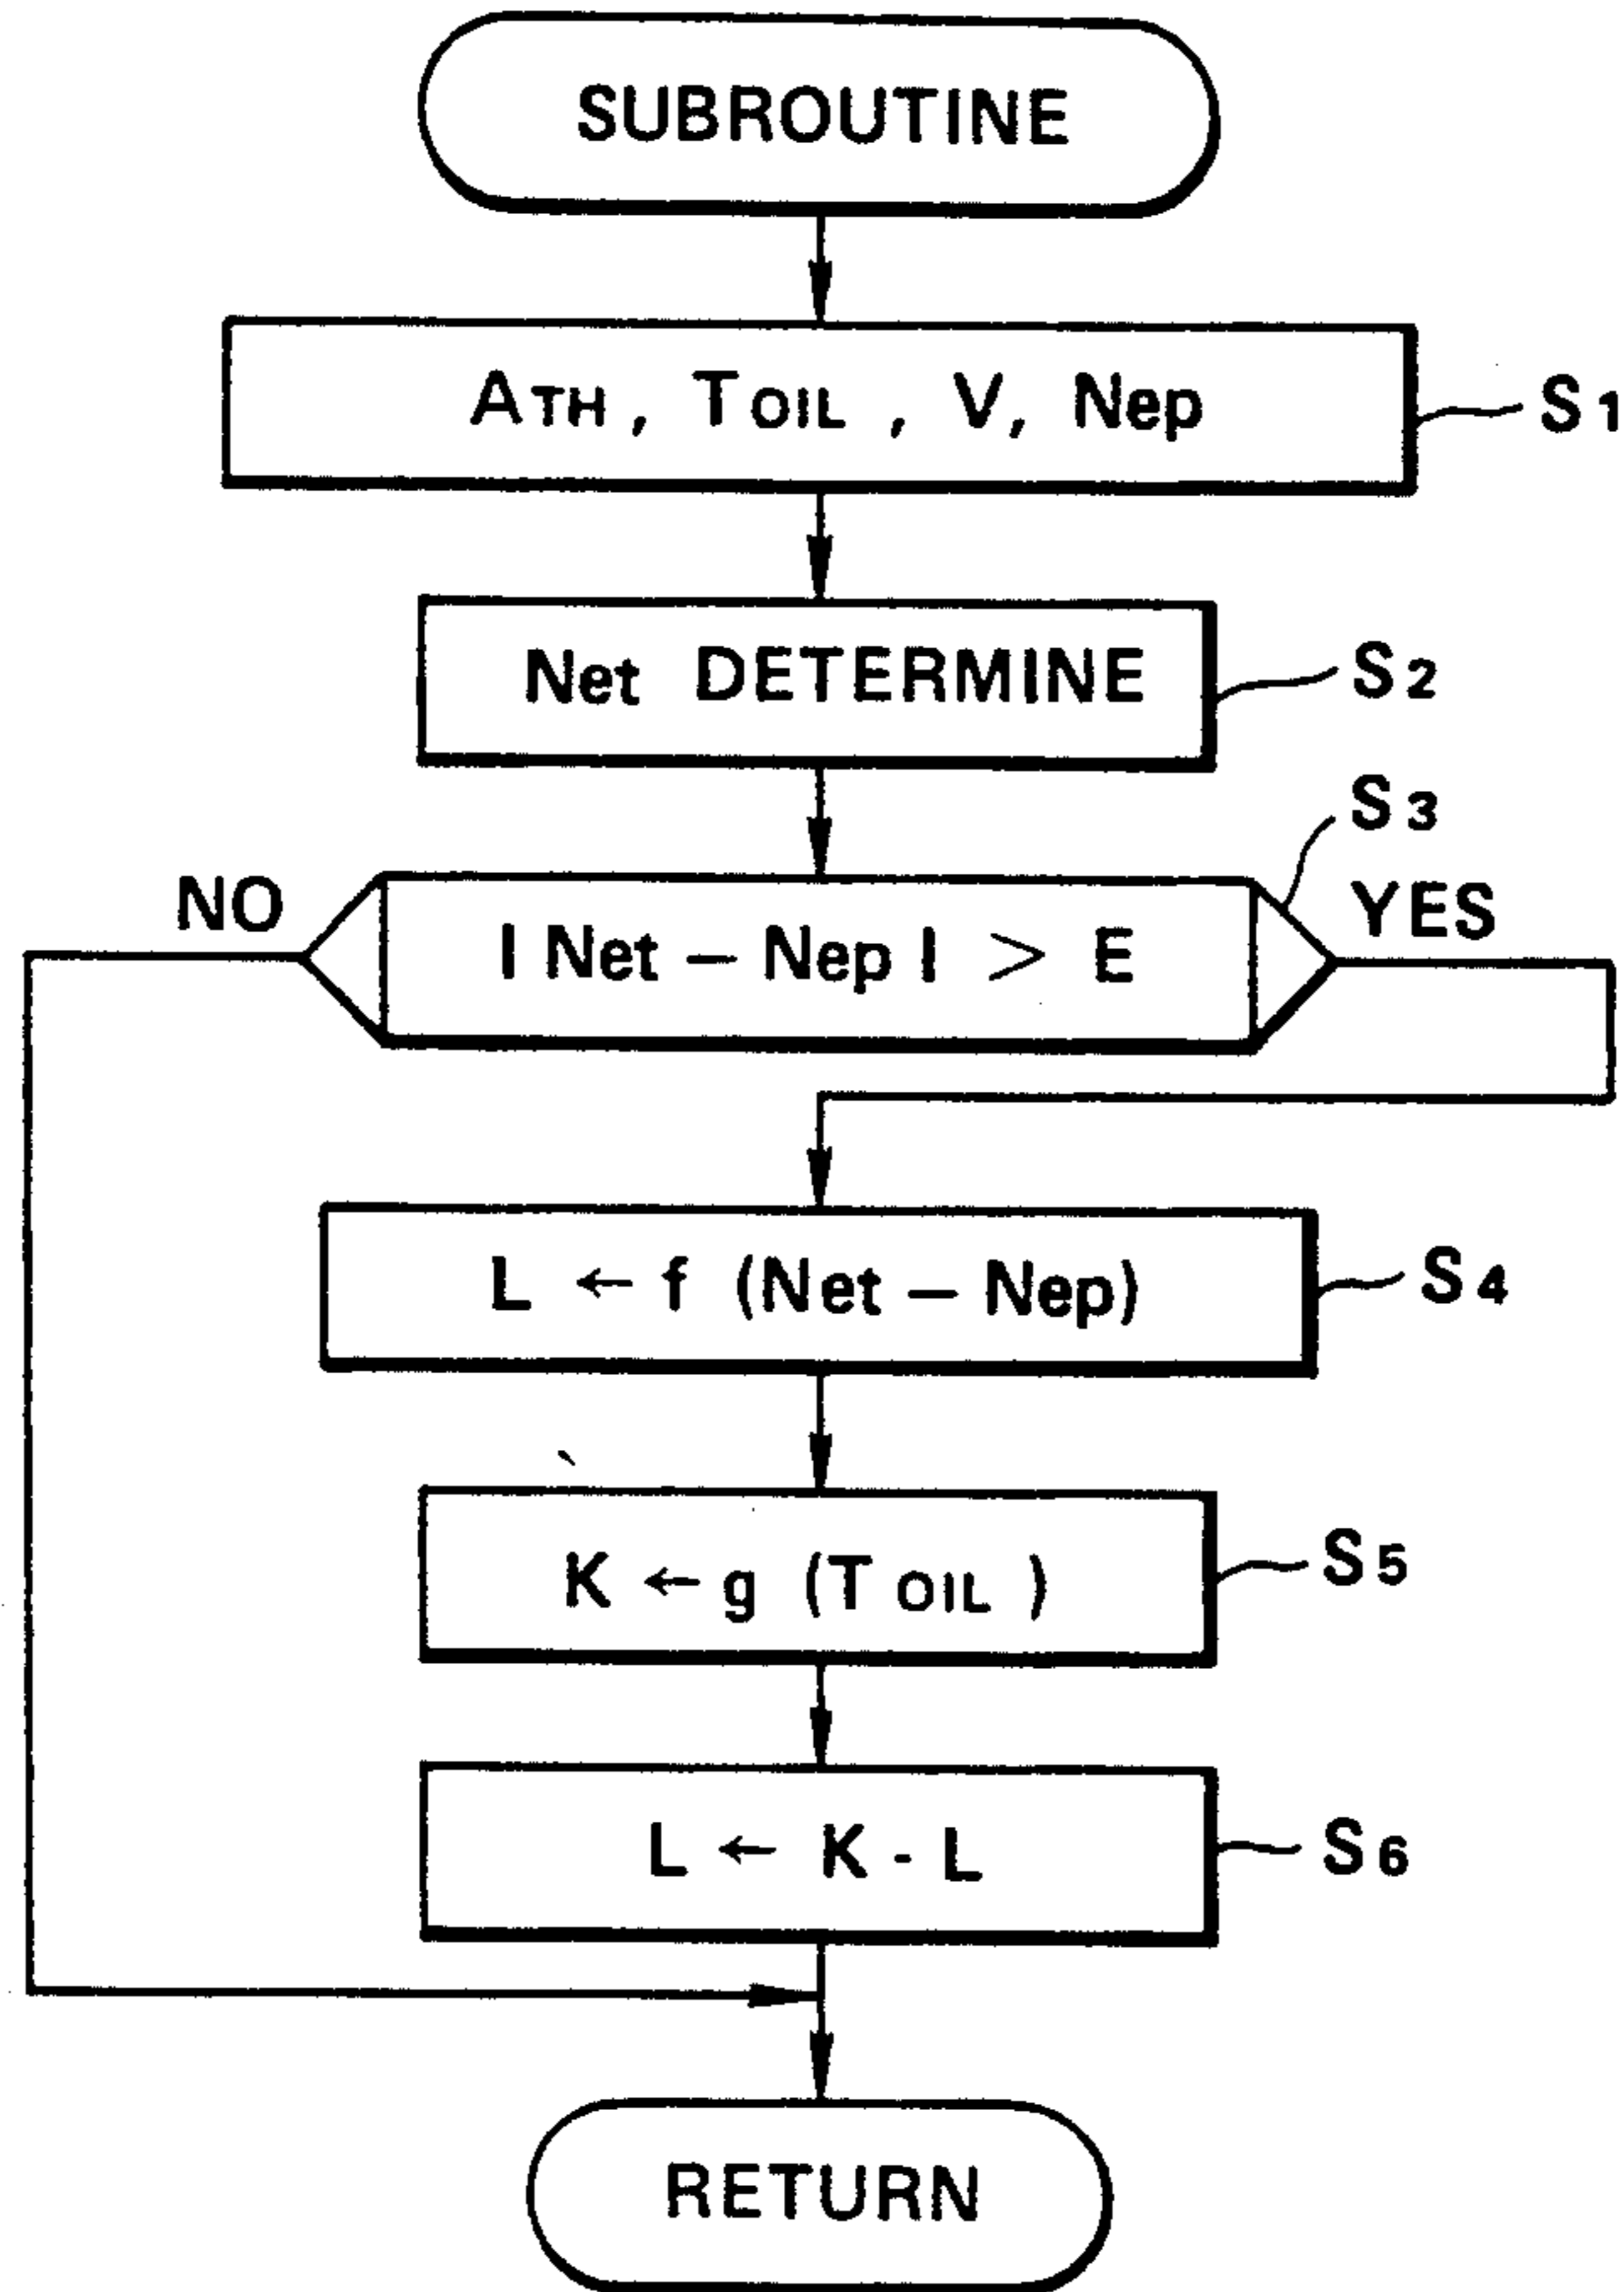 SUBROUTINE
ATH, TOIL, V, Nep S1
Net DETERMINE S2
S3
NO YES
| Net – Nep | > E
L ← f (Net – Nep) S4
K ← g (TOIL) S5
L ← K - L S6
RETURN